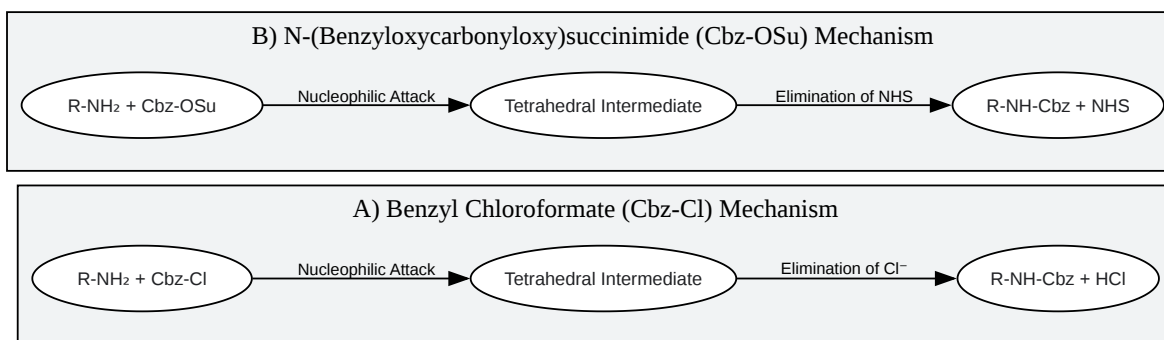 B) N-(Benzyloxycarbonyloxy)succinimide (Cbz-OSu) Mechanism
R-NH₂ + Cbz-OSu
Nucleophilic Attack
Tetrahedral Intermediate
Elimination of NHS
R-NH-Cbz + NHS
A) Benzyl Chloroformate (Cbz-Cl) Mechanism
R-NH₂ + Cbz-Cl
Nucleophilic Attack
Tetrahedral Intermediate
Elimination of Cl⁻
R-NH-Cbz + HCl